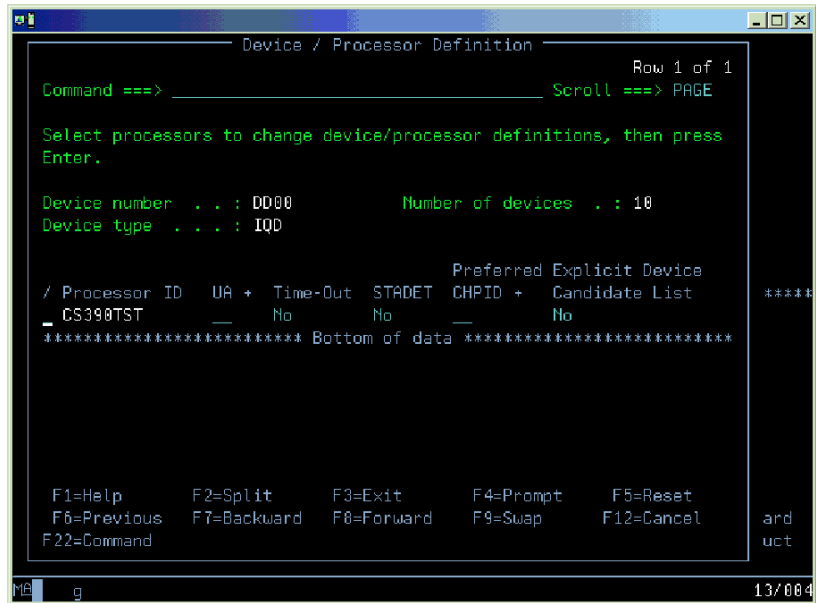 Device / Processor Definition
Row 1 of 1
Command ===> ______________________________________ Scroll ===> PAGE
Select processors to change device/processor definitions, then press
Enter.
Device number . . : DD00 Number of devices . : 10
Device type . . . : IQD
Preferred Explicit Device
/ Processor ID UA + Time-Out STADET CHPID + Candidate List *****
_ CS390TST __ No No __ No
************************** Bottom of data ***************************
F1=Help F2=Split F3=Exit F4=Prompt F5=Reset
F6=Previous F7=Backward F8=Forward F9=Swap F12=Cancel ard
F22=Command uct
MA g 13/004